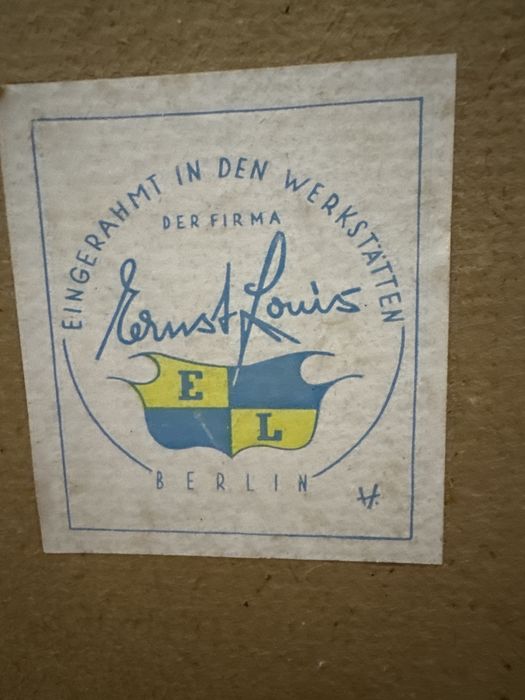 EINGERAHMT IN DEN WERKSTÄTTEN
DER FIRMA
Ernst Louis
E
L
BERLIN
H.